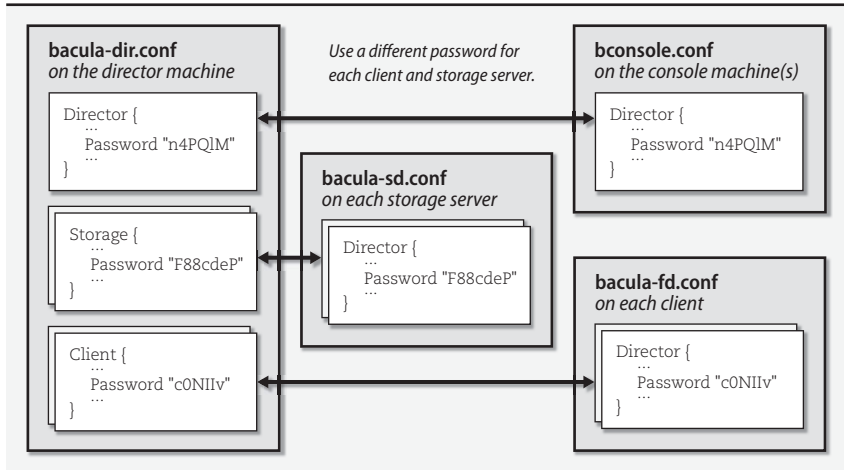 bacula-dir.conf
on the director machine
Director {
...
Password "n4PQlM"
...
}
Storage {
...
Password "F88cdeP"
...
}
Client {
...
Password "c0NIIv"
...
}
Use a different password for
each client and storage server.
bacula-sd.conf
on each storage server
Director {
...
Password "F88cdeP"
...
}
bconsole.conf
on the console machine(s)
Director {
...
Password "n4PQlM"
...
}
bacula-fd.conf
on each client
Director {
...
Password "c0NIIv"
...
}